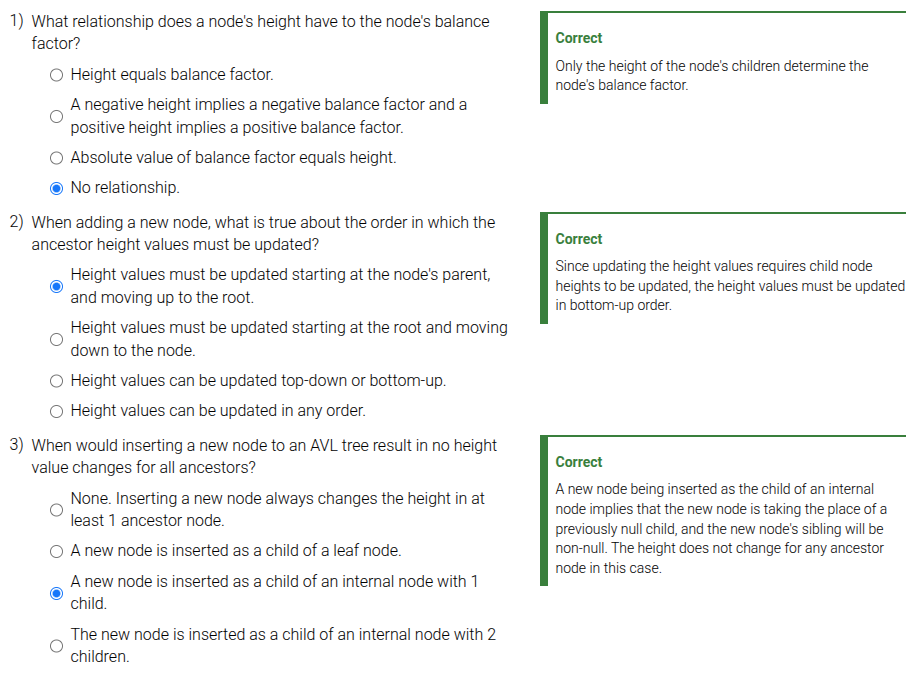 1) What relationship does a node's height have to the node's balance
factor?
Height equals balance factor.
A negative height implies a negative balance factor and a
positive height implies a positive balance factor.
Absolute value of balance factor equals height.
No relationship.
Correct
Only the height of the node's children determine the
node's balance factor.
2) When adding a new node, what is true about the order in which the
ancestor height values must be updated?
Height values must be updated starting at the node's parent,
and moving up to the root.
Height values must be updated starting at the root and moving
down to the node.
Height values can be updated top-down or bottom-up.
Height values can be updated in any order.
Correct
Since updating the height values requires child node
heights to be updated, the height values must be updated
in bottom-up order.
3) When would inserting a new node to an AVL tree result in no height
value changes for all ancestors?
None. Inserting a new node always changes the height in at
least 1 ancestor node.
A new node is inserted as a child of a leaf node.
A new node is inserted as a child of an internal node with 1
child.
The new node is inserted as a child of an internal node with 2
children.
Correct
A new node being inserted as the child of an internal
node implies that the new node is taking the place of a
previously null child, and the new node's sibling will be
non-null. The height does not change for any ancestor
node in this case.